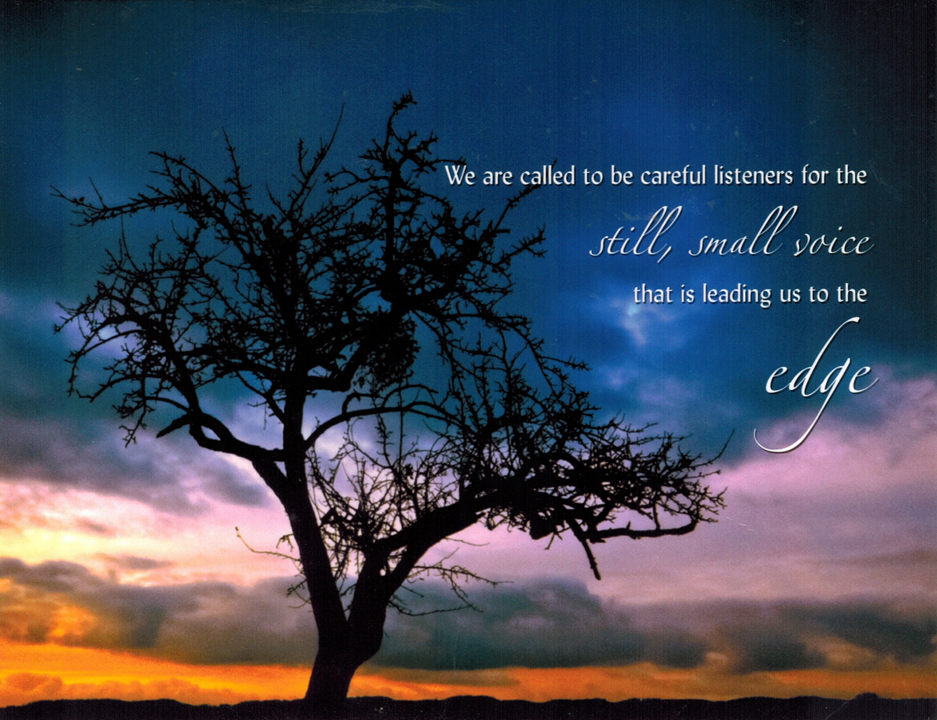 We are called to be careful listeners for the
still, small voice
that is leading us to the
edge